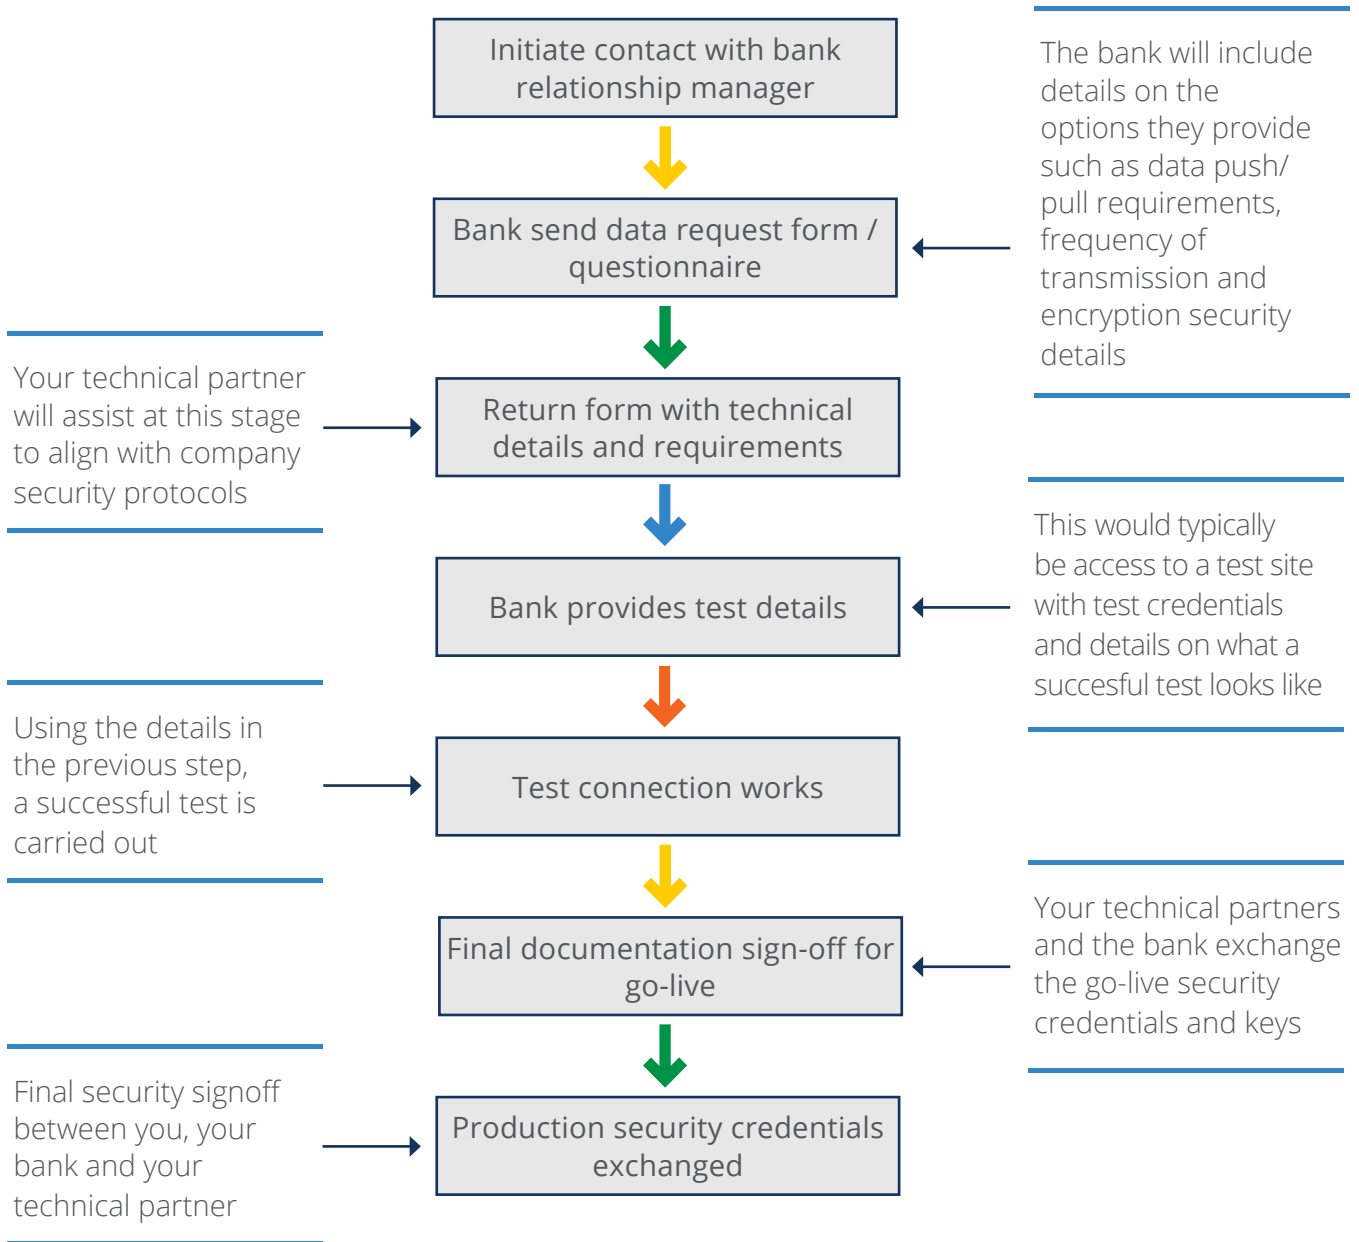 Initiate contact with bank
relationship manager
The bank will include
details on the
options they provide
such as data push/
pull requirements,
frequency of
transmission and
encryption security
details
Bank send data request form /
questionnaire
Your technical partner
will assist at this stage
to align with company
security protocols
Return form with technical
details and requirements
This would typically
be access to a test site
with test credentials
and details on what a
succesful test looks like
Bank provides test details
Using the details in
the previous step,
a successful test is
carried out
Test connection works
Your technical partners
and the bank exchange
the go-live security
credentials and keys
Final documentation sign-off for
go-live
Final security signoff
between you, your
bank and your
technical partner
Production security credentials
exchanged